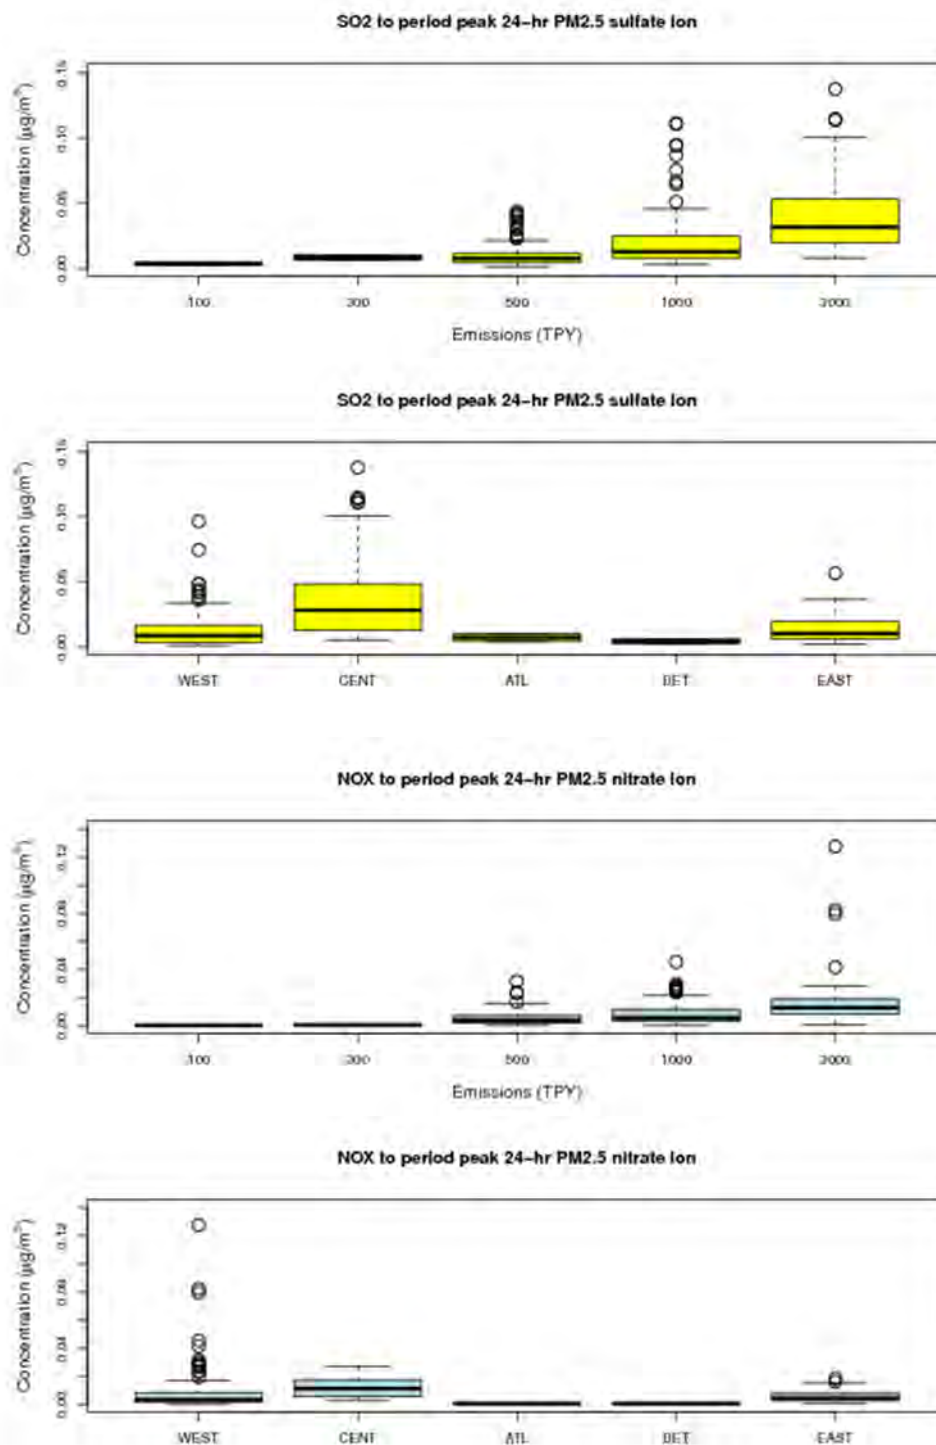 SO2 to period peak 24-hr PM2.5 sulfate ion
Concentration (µg/m³)
0.00 0.05 0.10 0.15
100 300 500 1000 3000
Emissions (TPY)
SO2 to period peak 24-hr PM2.5 sulfate ion
Concentration (µg/m³)
0.00 0.05 0.10 0.15
WEST CENT ATL DET EAST
NOX to period peak 24-hr PM2.5 nitrate ion
Concentration (µg/m³)
0.00 0.04 0.08 0.12
100 300 500 1000 3000
Emissions (TPY)
NOX to period peak 24-hr PM2.5 nitrate ion
Concentration (µg/m³)
0.00 0.04 0.08 0.12
WEST CENT ATL DET EAST